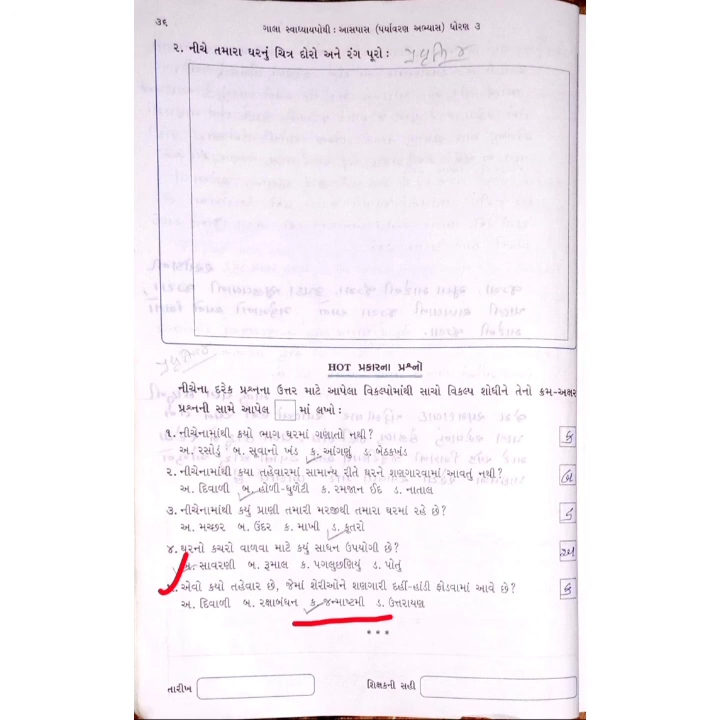 ૩૬
ગાલા સ્વાધ્યાયપોથી : આસપાસ (પર્યાવરણ અભ્યાસ) ધોરણ ૩
૨. નીચે તમારા ઘરનું ચિત્ર દોરો અને રંગ પૂરો :
HOT પ્રકારના પ્રશ્નો
નીચેના દરેક પ્રશ્નના ઉત્તર માટે આપેલા વિકલ્પોમાંથી સાચો વિકલ્પ શોધીને તેનો ક્રમ-અક્ષર
પ્રશ્નની સામે આપેલ માં લખો :
૧. નીચેનામાંથી કયો ભાગ ઘરમાં ગણાતો નથી? ક
અ. રસોડું બ. સૂવાનો ખંડ ક. આંગણું ડ. બેઠકખંડ
૨. નીચેનામાંથી કયા તહેવારમાં સામાન્ય રીતે ઘરને શણગારવામાં આવતું નથી? બ
અ. દિવાળી બ. હોળી-ધુળેટી ક. રમજાન ઈદ ડ. નાતાલ
૩. નીચેનામાંથી કયું પ્રાણી તમારી મરજીથી તમારા ઘરમાં રહે છે? ડ
અ. મચ્છર બ. ઉંદર ક. માખી ડ. કૂતરો
૪. ઘરનો કચરો વાળવા માટે કયું સાધન ઉપયોગી છે? અ
અ. સાવરણી બ. રૂમાલ ક. પગલુછણિયું ડ. પોતું
૫. એવો કયો તહેવાર છે, જેમાં શેરીઓને શણગારી દહીં-હાંડી ફોડવામાં આવે છે? ક
અ. દિવાળી બ. રક્ષાબંધન ક. જન્માષ્ટમી ડ. ઉત્તરાયણ
***
તારીખ શિક્ષકની સહી